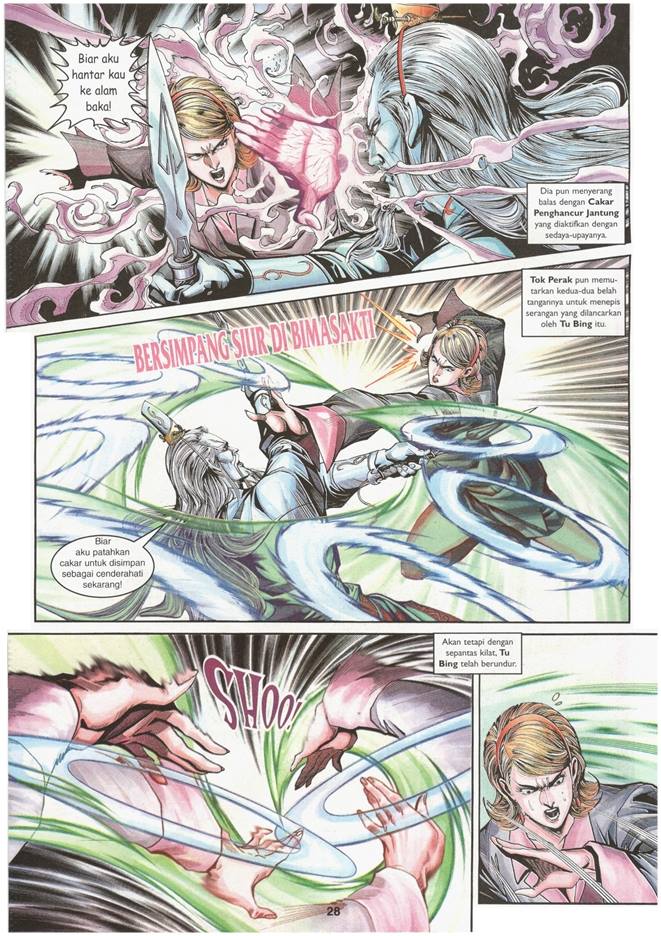 Biar aku
hantar kau
ke alam
baka!
Dia pun menyerang
balas dengan Cakar
Penghancur Jantung
yang diaktifkan dengan
sedaya-upayanya.
Tok Perak pun memu-
tarkan kedua-dua belah
tangannya untuk menepis
serangan yang dilancarkan
oleh Tu Bing itu.
BERSIMPANG SIUR DI BIMASAKTI
Biar
aku patahkan
cakar untuk disimpan
sebagai cenderahati
sekarang!
Akan tetapi dengan
sepantas kilat, Tu
Bing telah berundur.
SHOO!
28